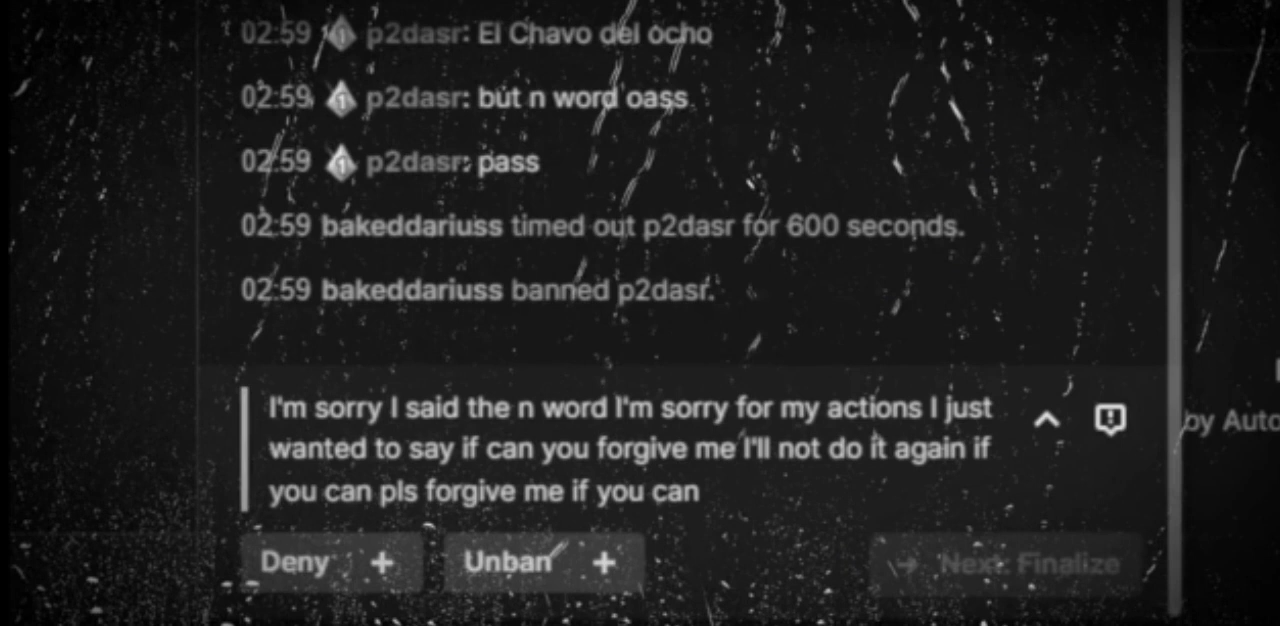 02:59 1 p2dasr: El Chavo del ocho
02:59 1 p2dasr: but n word oass
02:59 1 p2dasr: pass
02:59 bakeddariuss timed out p2dasr for 600 seconds.
02:59 bakeddariuss banned p2dasr.
I'm sorry I said the n word I'm sorry for my actions I just
wanted to say if can you forgive me I'll not do it again if
you can pls forgive me if you can
by Auto
Deny +
Unban +
→ Next: Finalize